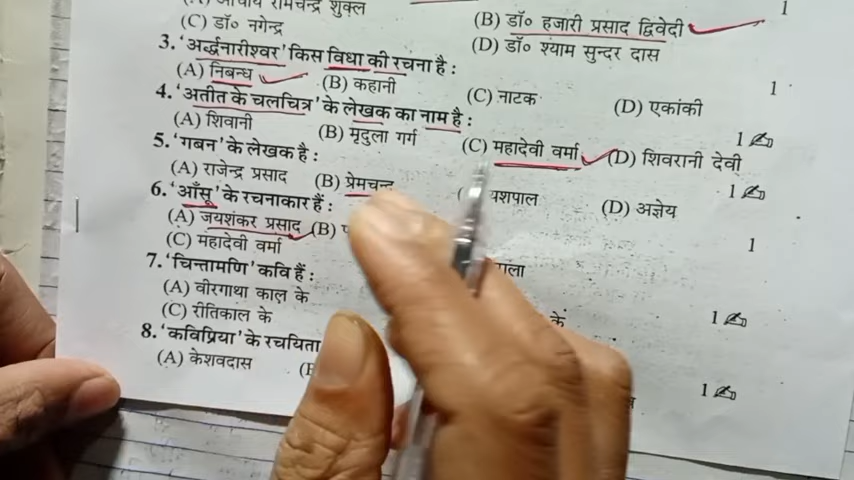 रामचन्द्र शुक्ल
(B) डॉ० हजारी प्रसाद द्विवेदी 1
(C) डॉ० नगेन्द्र
(D) डॉ० श्याम सुन्दर दास
3. 'अर्द्धनारीश्वर' किस विधा की रचना है : 1
(A) निबन्ध (B) कहानी (C) नाटक (D) एकांकी
4. 'अतीत के चलचित्र' के लेखक का नाम है : 1
(A) शिवानी (B) मृदुला गर्ग (C) महादेवी वर्मा (D) शिवरानी देवी
5. 'गबन' के लेखक है : 1
(A) राजेन्द्र प्रसाद (B) प्रेमचन्द यशपाल (D) अज्ञेय
6. 'आँसू' के रचनाकार हैं : 1
(A) जयशंकर प्रसाद (B)
(C) महादेवी वर्मा
7. 'चिन्तामणि' कवि हैं : 1
(A) वीरगाथा काल के के
(C) रीतिकाल के
8. 'कविप्रिया' के रचयिता 1
(A) केशवदास